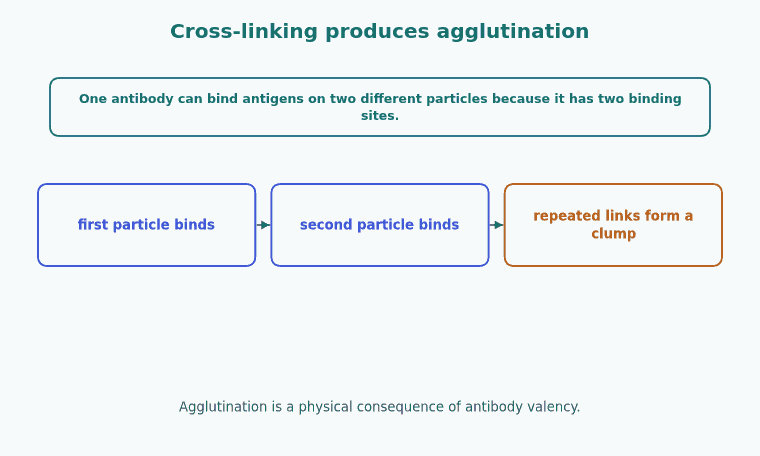 Cross-linking produces agglutination
One antibody can bind antigens on two different particles because it has two binding
sites.
first particle binds
second particle binds
repeated links form a
clump
Agglutination is a physical consequence of antibody valency.